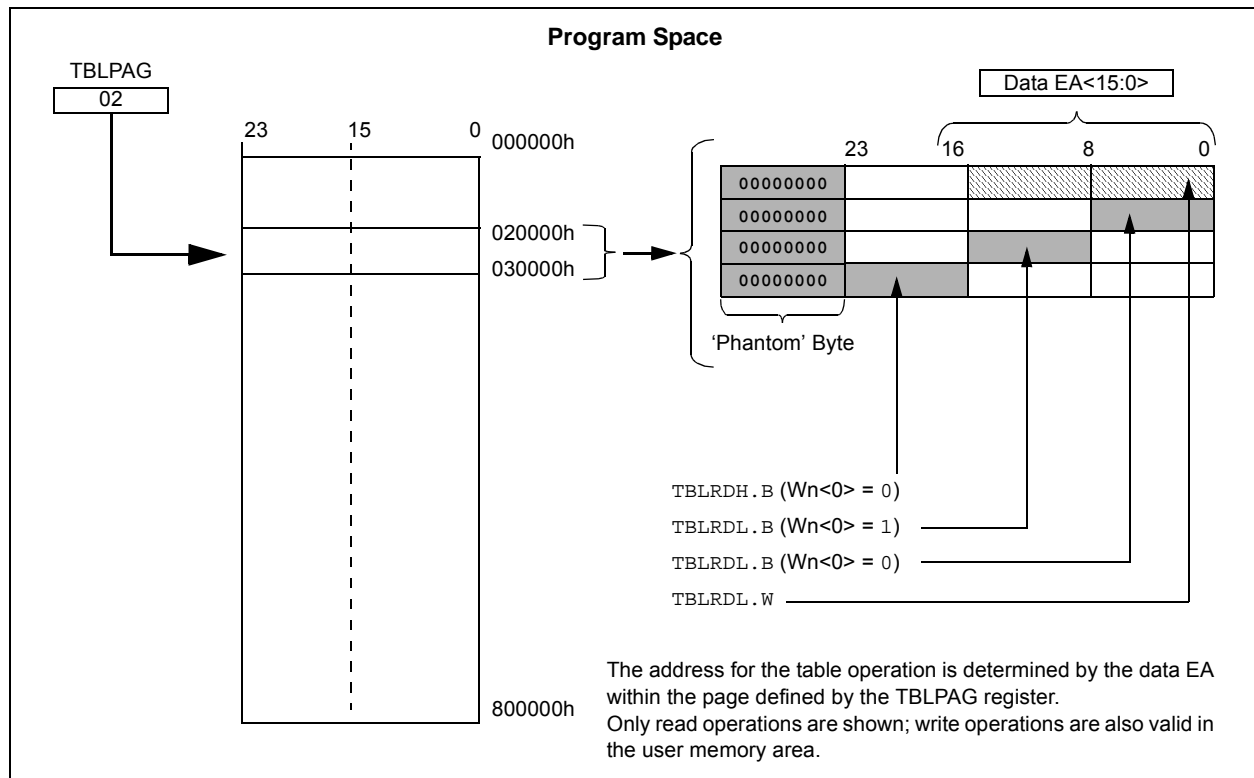 Program Space
TBLPAG
02
Data EA<15:0>
23 15 0
000000h
23 16 8 0
00000000
00000000
00000000
00000000
020000h
030000h
‘Phantom’ Byte
TBLRDH.B (Wn<0> = 0)
TBLRDL.B (Wn<0> = 1)
TBLRDL.B (Wn<0> = 0)
TBLRDL.W
800000h
The address for the table operation is determined by the data EA
within the page defined by the TBLPAG register.
Only read operations are shown; write operations are also valid in
the user memory area.